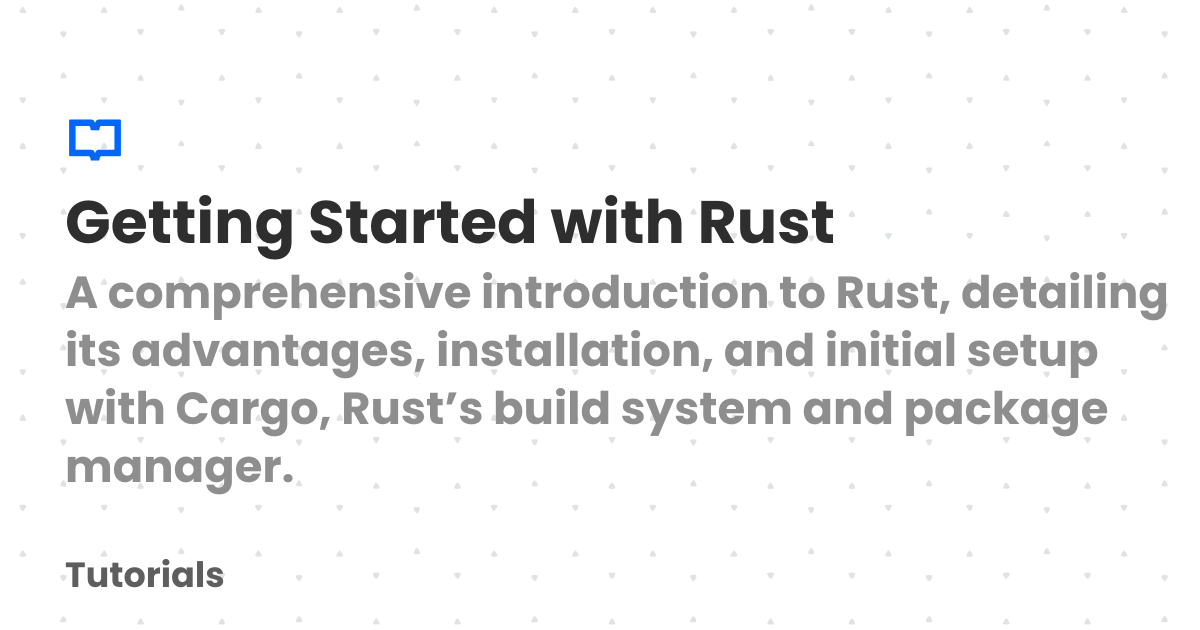 Getting Started with Rust
A comprehensive introduction to Rust, detailing
its advantages, installation, and initial setup
with Cargo, Rust’s build system and package
manager.
Tutorials